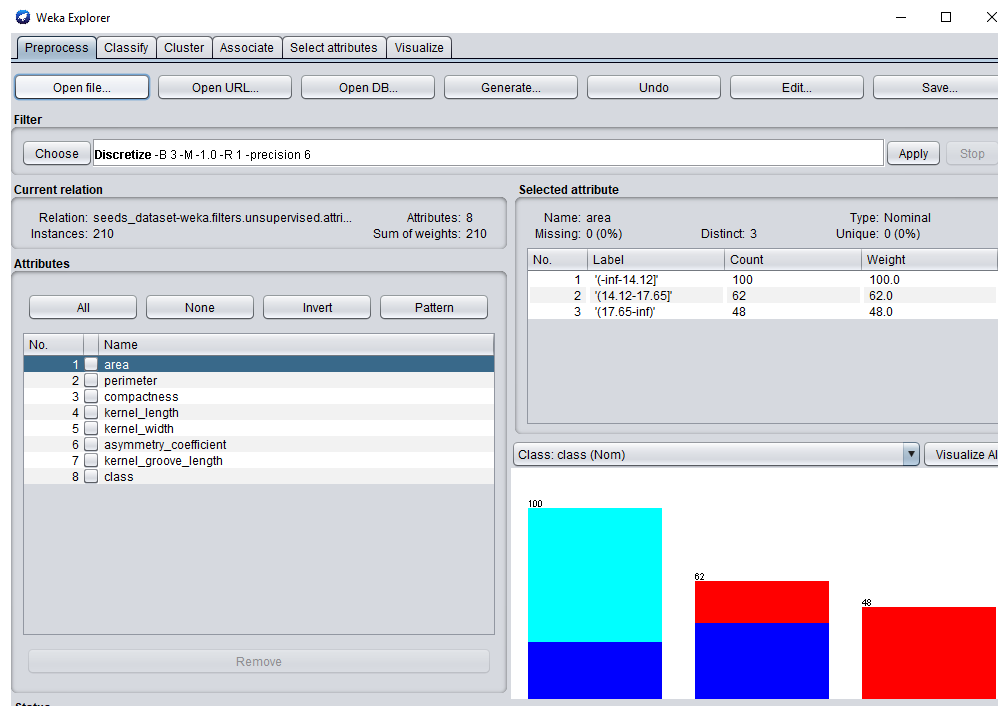 Weka Explorer
Preprocess Classify Cluster Associate Select attributes Visualize
Open file... Open URL... Open DB... Generate... Undo Edit... Save...
Filter
Choose Discretize -B 3 -M -1.0 -R 1 -precision 6 Apply Stop
Current relation
Relation: seeds_dataset-weka.filters.unsupervised.attri... Attributes: 8
Instances: 210 Sum of weights: 210
Selected attribute
Name: area Type: Nominal
Missing: 0 (0%) Distinct: 3 Unique: 0 (0%)
No. Label Count Weight
1 '(-inf-14.12]' 100 100.0
2 '(14.12-17.65]' 62 62.0
3 '(17.65-inf)' 48 48.0
Attributes
All None Invert Pattern
No. Name
1 area
2 perimeter
3 compactness
4 kernel_length
5 kernel_width
6 asymmetry_coefficient
7 kernel_groove_length
8 class
Remove
Class: class (Nom) Visualize Al
100
62
48
Status